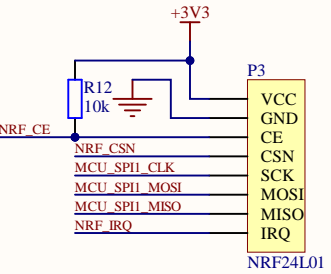 +3V3
P3
R12
10k
VCC
GND
NRF_CE
CE
NRF_CSN
CSN
MCU_SPI1_CLK
SCK
MCU_SPI1_MOSI
MOSI
MCU_SPI1_MISO
MISO
NRF_IRQ
IRQ
NRF24L01